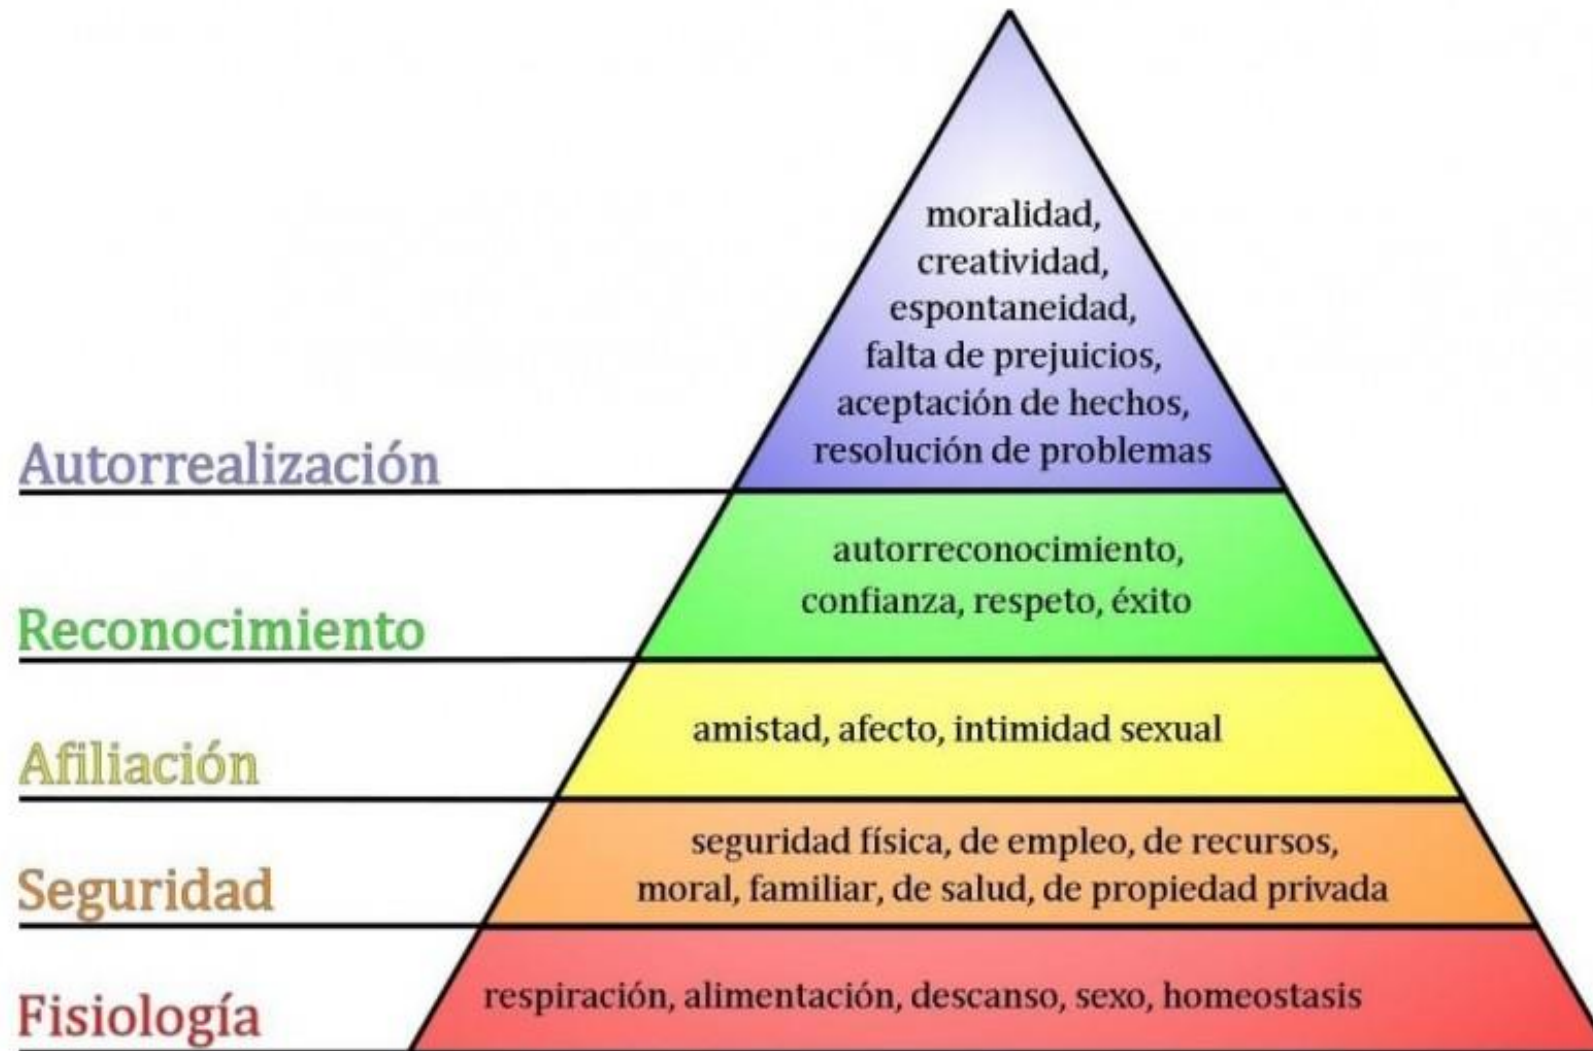 moralidad,
creatividad,
espontaneidad,
falta de prejuicios,
aceptación de hechos,
resolución de problemas
Autorrealización
autorreconocimiento,
confianza, respeto, éxito
Reconocimiento
amistad, afecto, intimidad sexual
Afiliación
seguridad física, de empleo, de recursos,
moral, familiar, de salud, de propiedad privada
Seguridad
respiración, alimentación, descanso, sexo, homeostasis
Fisiología